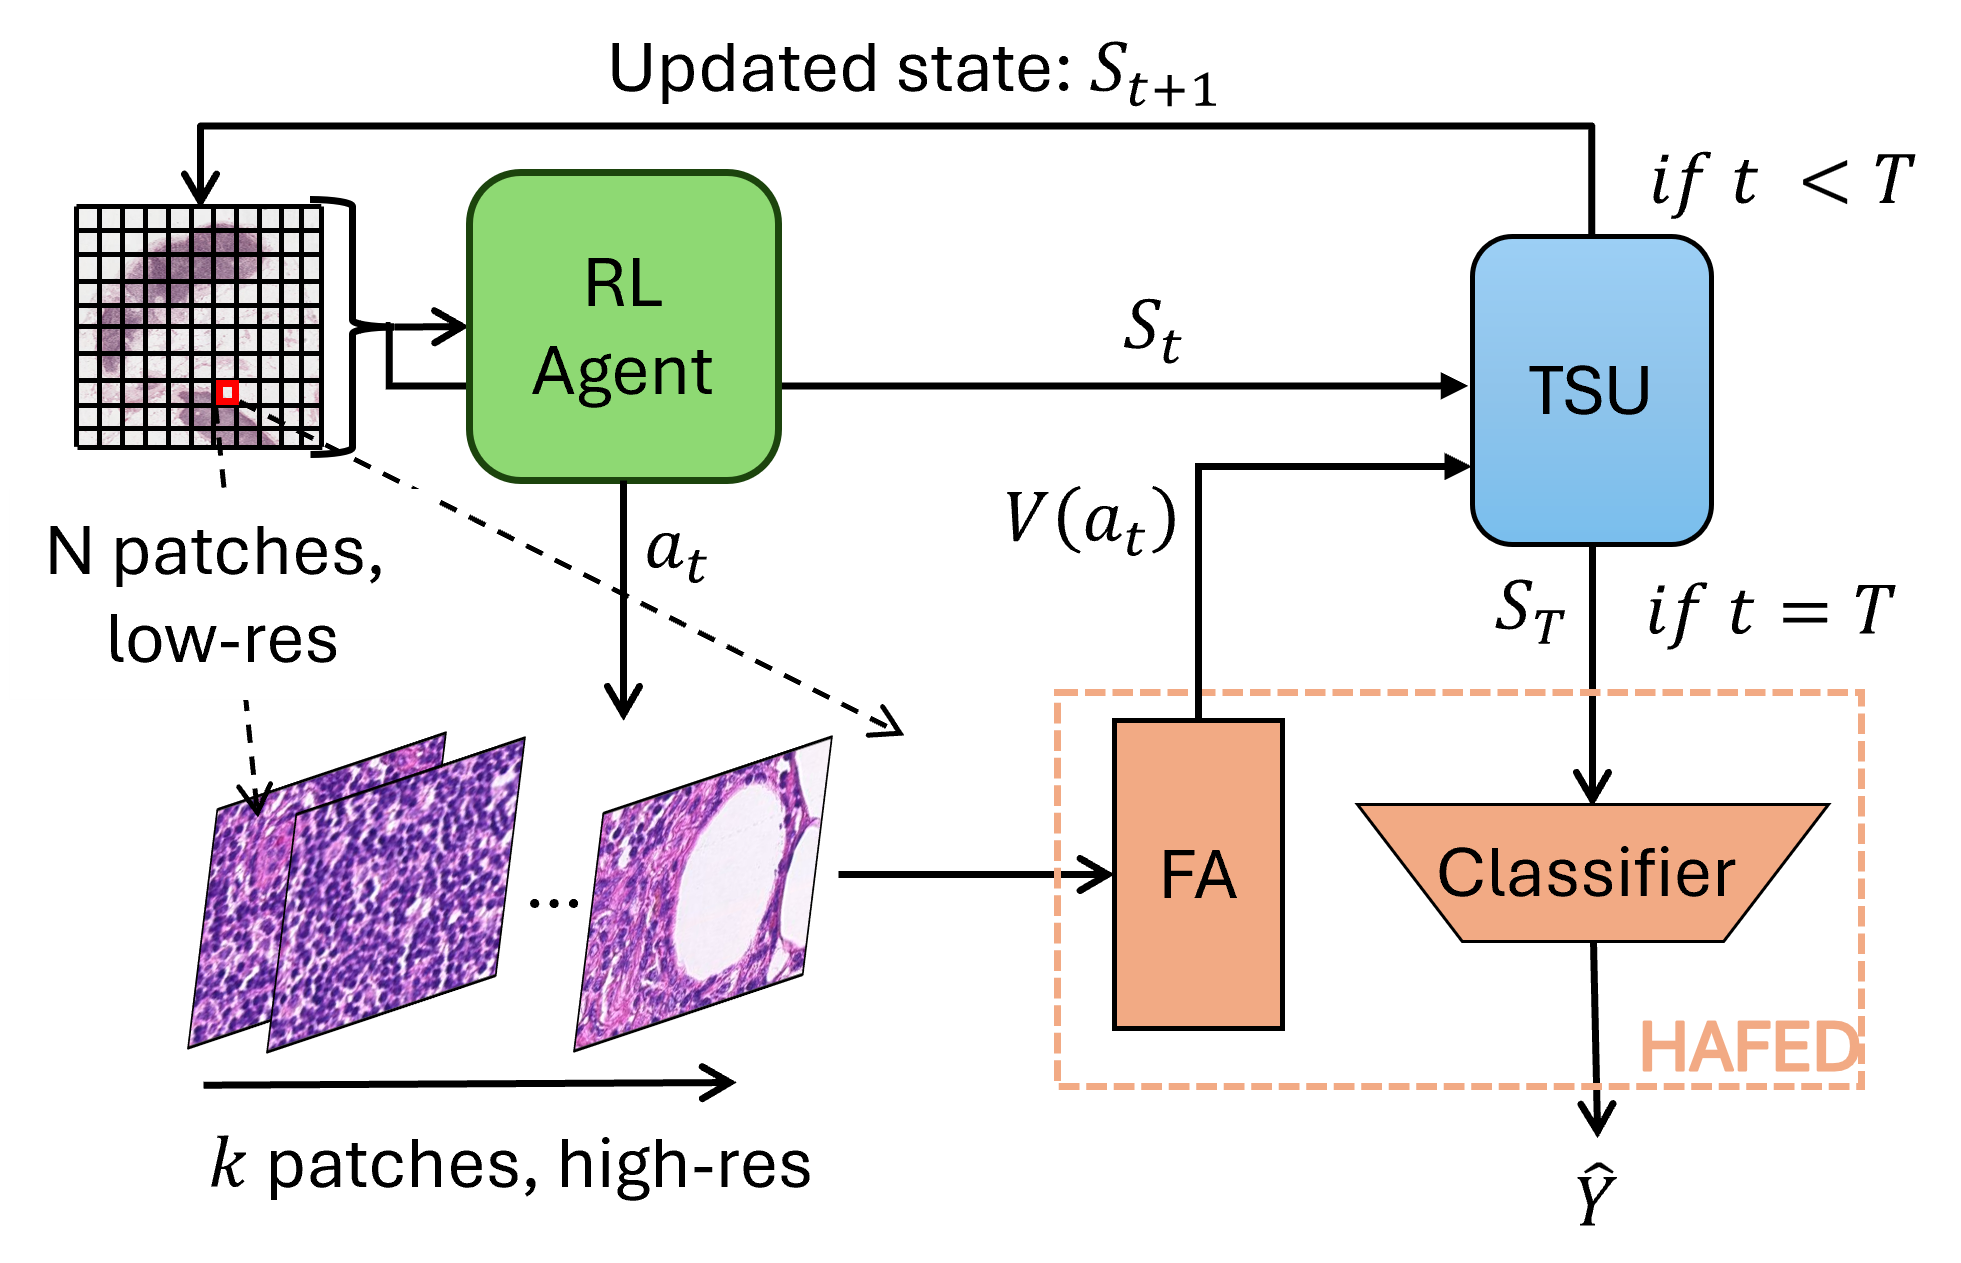 Updated state: S_{t+1}
if t < T
RL
Agent
S_t
TSU
V(a_t)
a_t
N patches,
low-res
S_T if t = T
...
FA
Classifier
HAFED
k patches, high-res
Ŷ